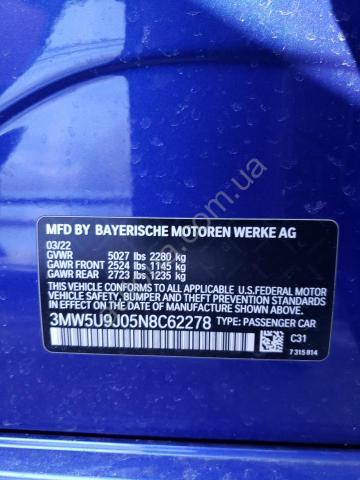 MFD BY BAYERISCHE MOTOREN WERKE AG
03/22
GVWR 5027 lbs 2280 kg
GAWR FRONT 2524 lbs 1145 kg
GAWR REAR 2723 lbs 1235 kg
THIS VEHICLE CONFORMS TO ALL APPLICABLE U.S.FEDERAL MOTOR
VEHICLE SAFETY, BUMPER, AND THEFT PREVENTION STANDARDS IN
EFFECT ON THE DATE OF MANUFACTURE SHOWN ABOVE.
3MW5U9J05N8C62278 TYPE: PASSENGER CAR
C31
7 315 814